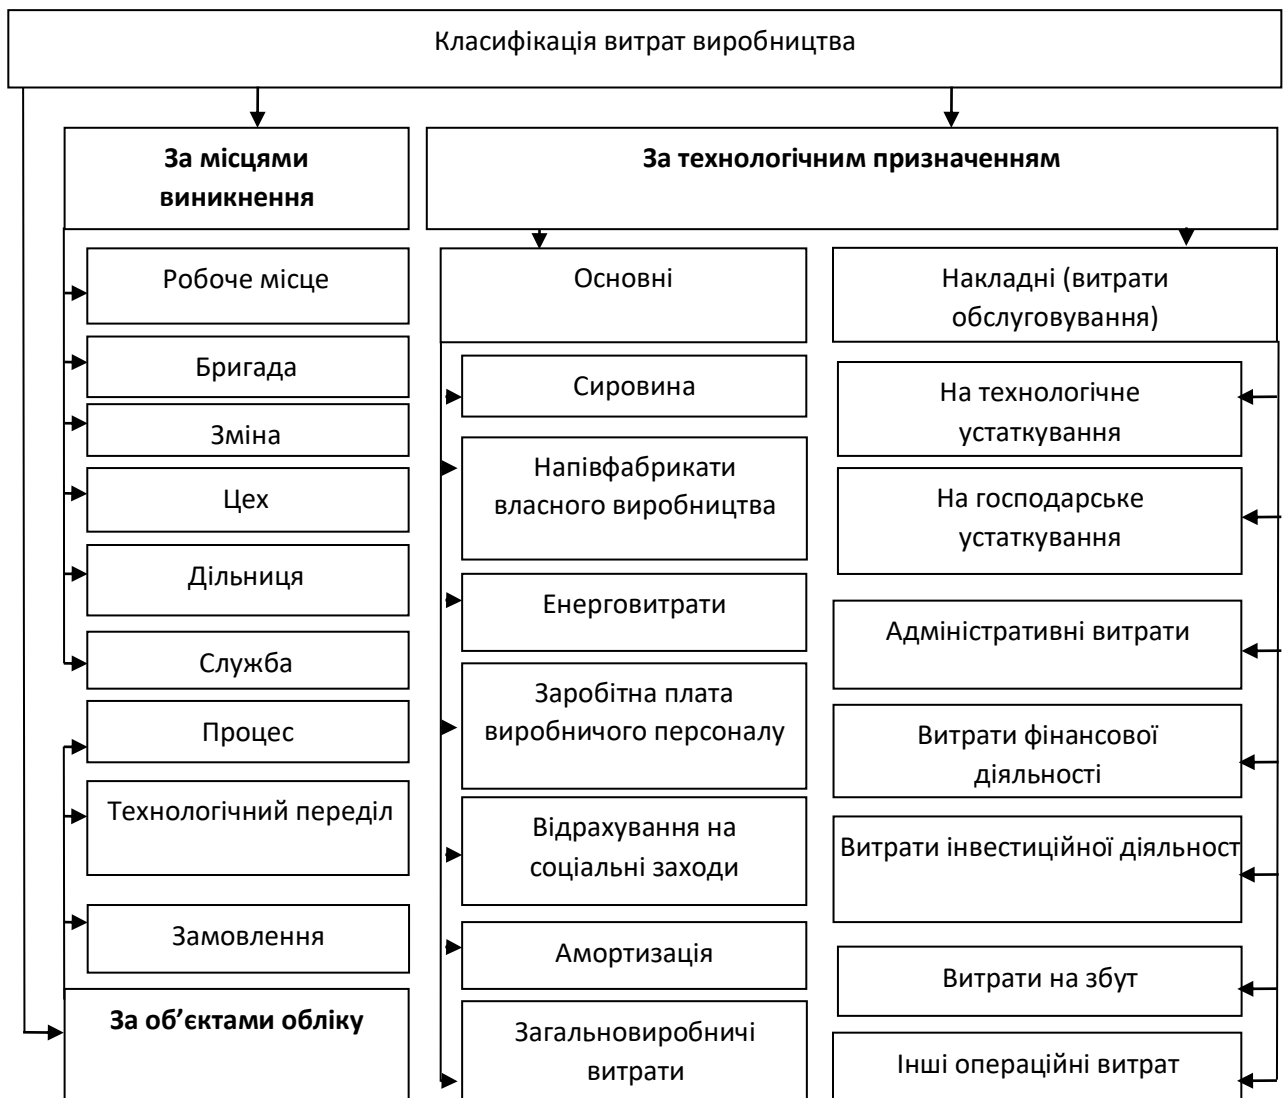 Класифікація витрат виробництва
За місцями
виникнення
Робоче місце
Бригада
Зміна
Цех
Дільниця
Служба
Процес
Технологічний переділ
Замовлення
За об’єктами обліку
За технологічним призначенням
Основні
Сировина
Напівфабрикати
власного виробництва
Енерговитрати
Заробітна плата
виробничого персоналу
Відрахування на
соціальні заходи
Амортизація
Загальновиробничі
витрати
Накладні (витрати
обслуговування)
На технологічне
устаткування
На господарське
устаткування
Адміністративні витрати
Витрати фінансової
діяльності
Витрати інвестиційної діяльност
Витрати на збут
Інші операційні витрат